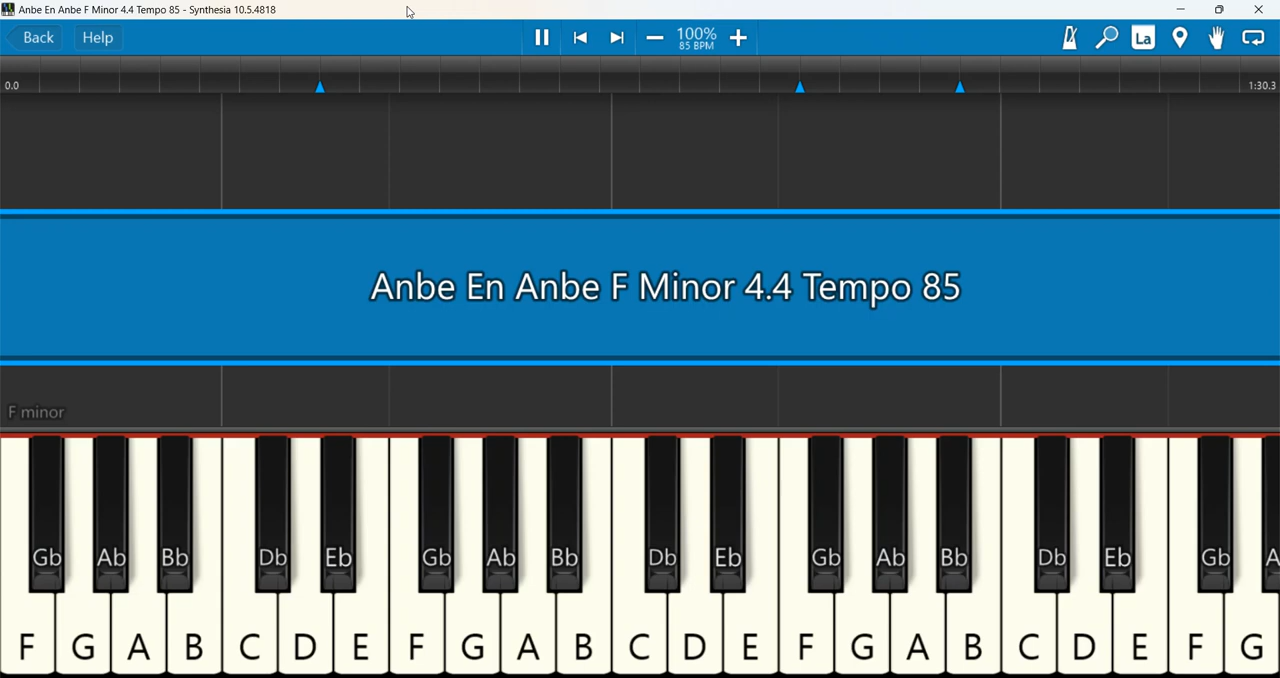 Anbe En Anbe F Minor 4.4 Tempo 85 - Synthesia 10.5.4818
Back Help 100% La
85 BPM
0.0 1:30.3
Anbe En Anbe F Minor 4.4 Tempo 85
F minor
Gb Ab Bb Db Eb Gb Ab Bb Db Eb Gb Ab Bb Db Eb Gb A
F G A B C D E F G A B C D E F G A B C D E F G